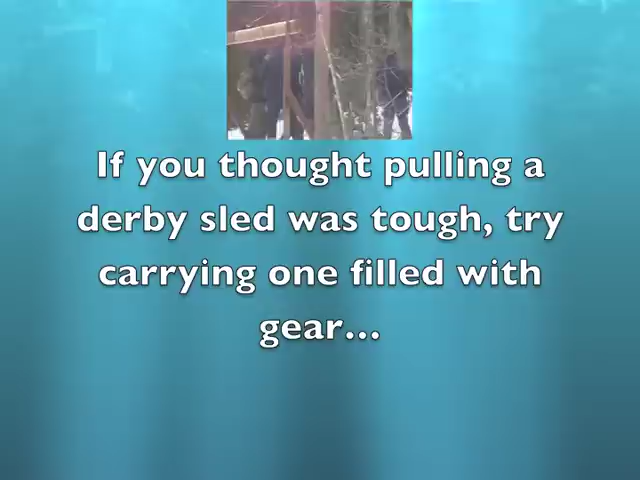 If you thought pulling a
derby sled was tough, try
carrying one filled with
gear...